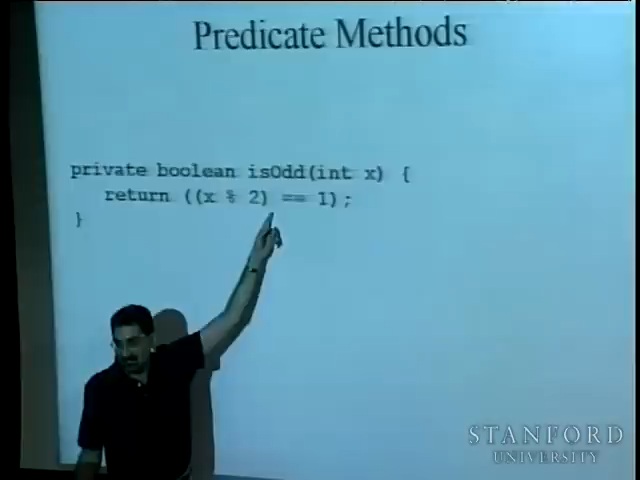 Predicate Methods
private boolean isOdd(int x) {
return ((x % 2) == 1);
}
STANFORD
UNIVERSITY